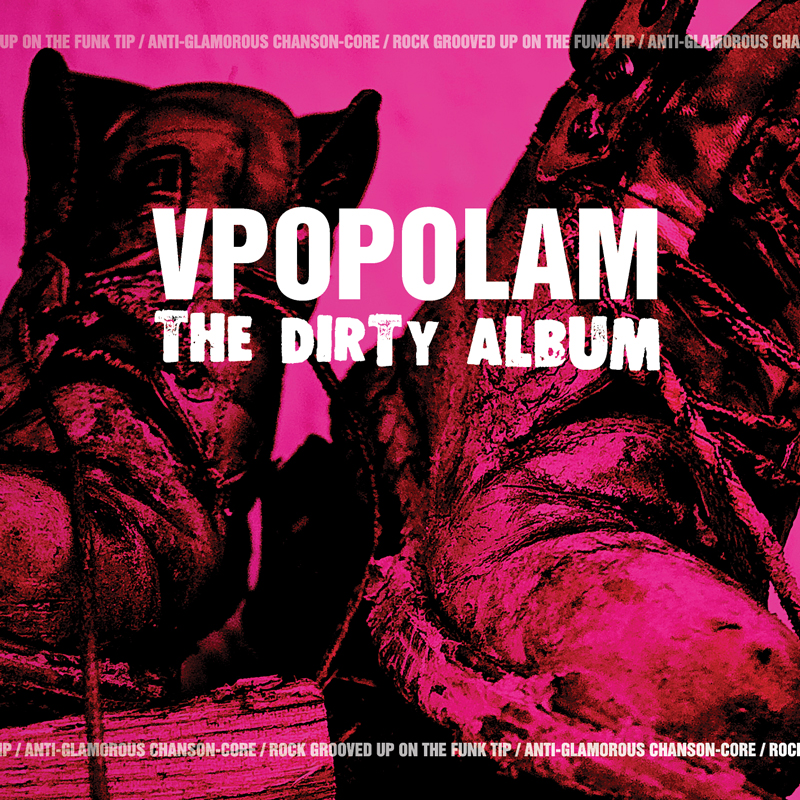 UP ON THE FUNK TIP / ANTI-GLAMOROUS CHANSON-CORE / ROCK GROOVED UP ON THE FUNK TIP / ANTI-GLAMOROUS CHA
VPOPOLAM
THE DIRTY ALBUM
IP / ANTI-GLAMOROUS CHANSON-CORE / ROCK GROOVED UP ON THE FUNK TIP / ANTI-GLAMOROUS CHANSON-CORE / ROCK